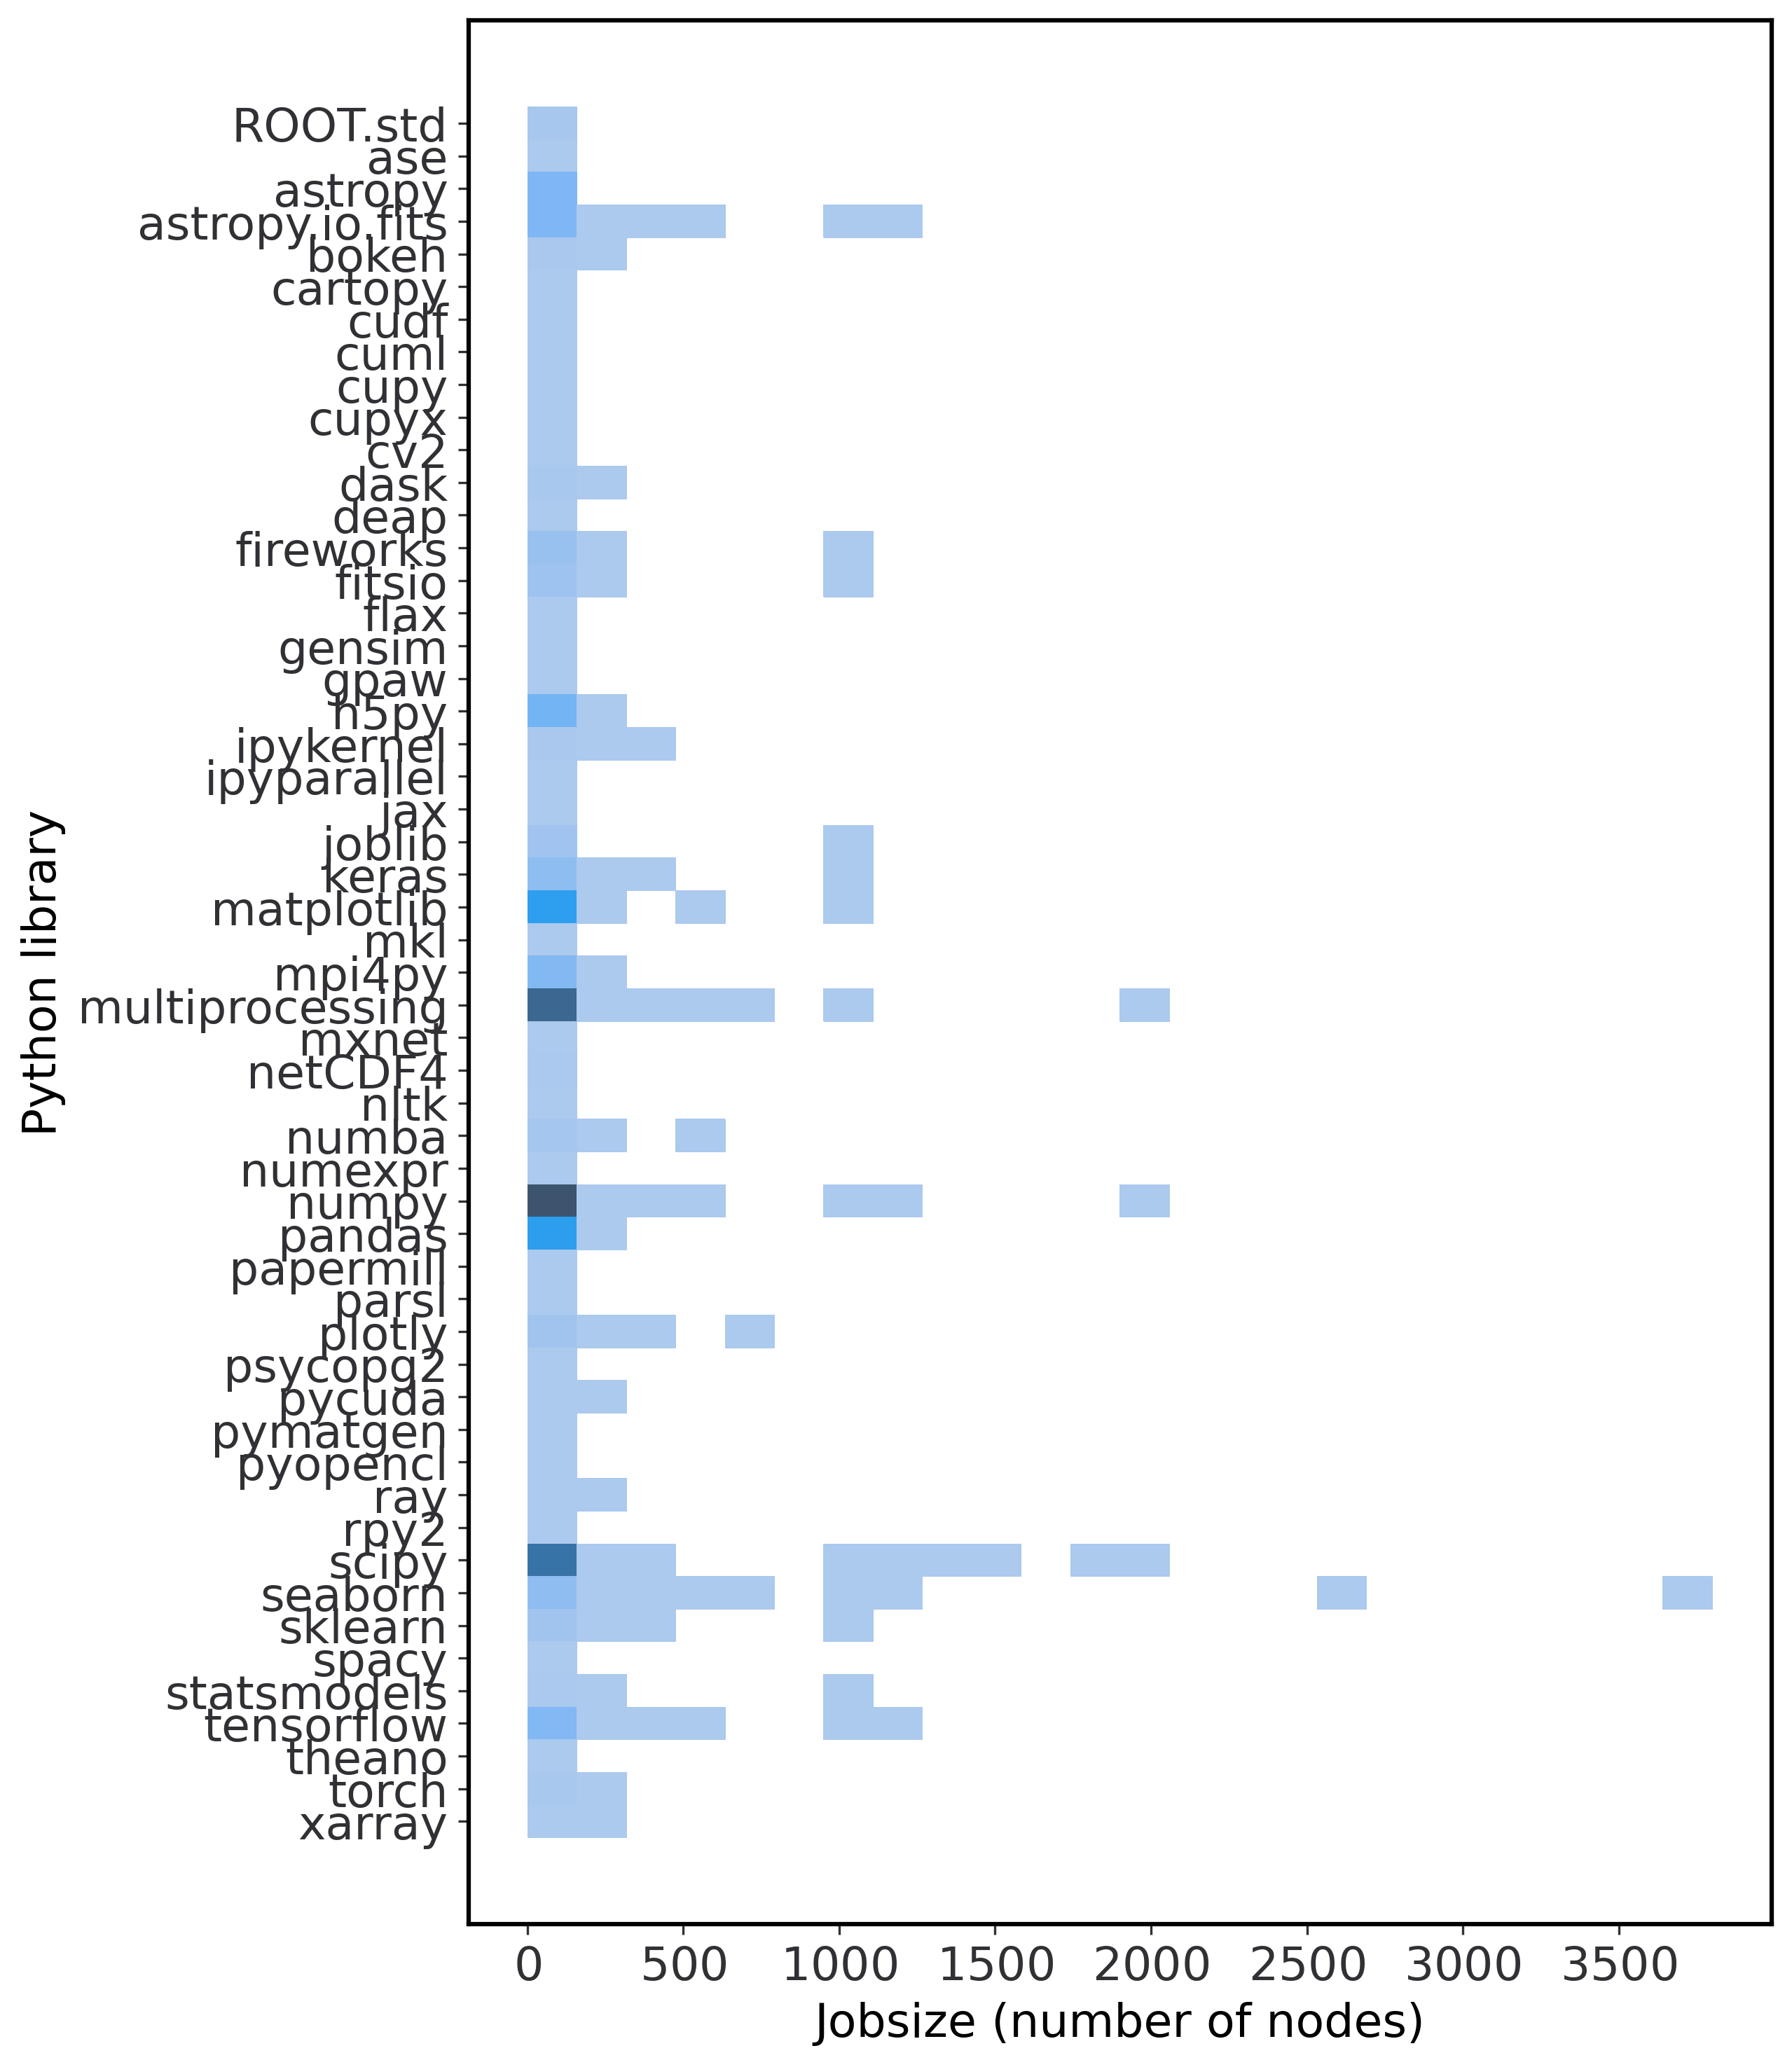 ROOT.std
ase
astropy
astropy.io.fits
bokeh
cartopy
cudf
cuml
cupy
cupyx
cv2
dask
deap
fireworks
fitsio
flax
gensim
gpaw
h5py
ipykernel
ipyparallel
jax
joblib
keras
matplotlib
mkl
mpi4py
multiprocessing
mxnet
netCDF4
nltk
numba
numexpr
numpy
pandas
papermill
parsl
plotly
psycopg2
pycuda
pymatgen
pyopencl
ray
rpy2
scipy
seaborn
sklearn
spacy
statsmodels
tensorflow
theano
torch
xarray
Python library
0 500 1000 1500 2000 2500 3000 3500
Jobsize (number of nodes)